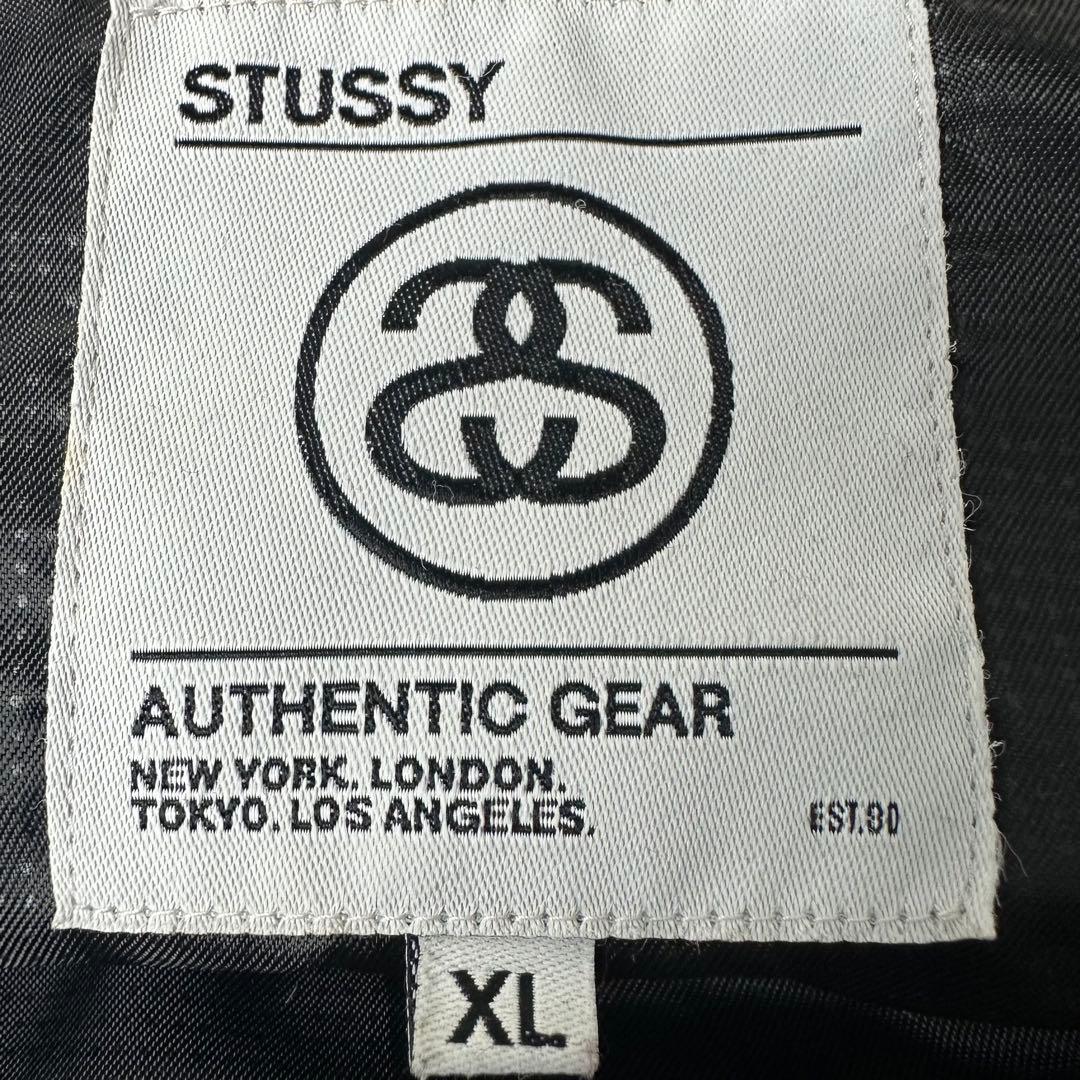 STUSSY
AUTHENTIC GEAR
NEW YORK. LONDON.
TOKYO. LOS ANGELES.
EST.80
XL